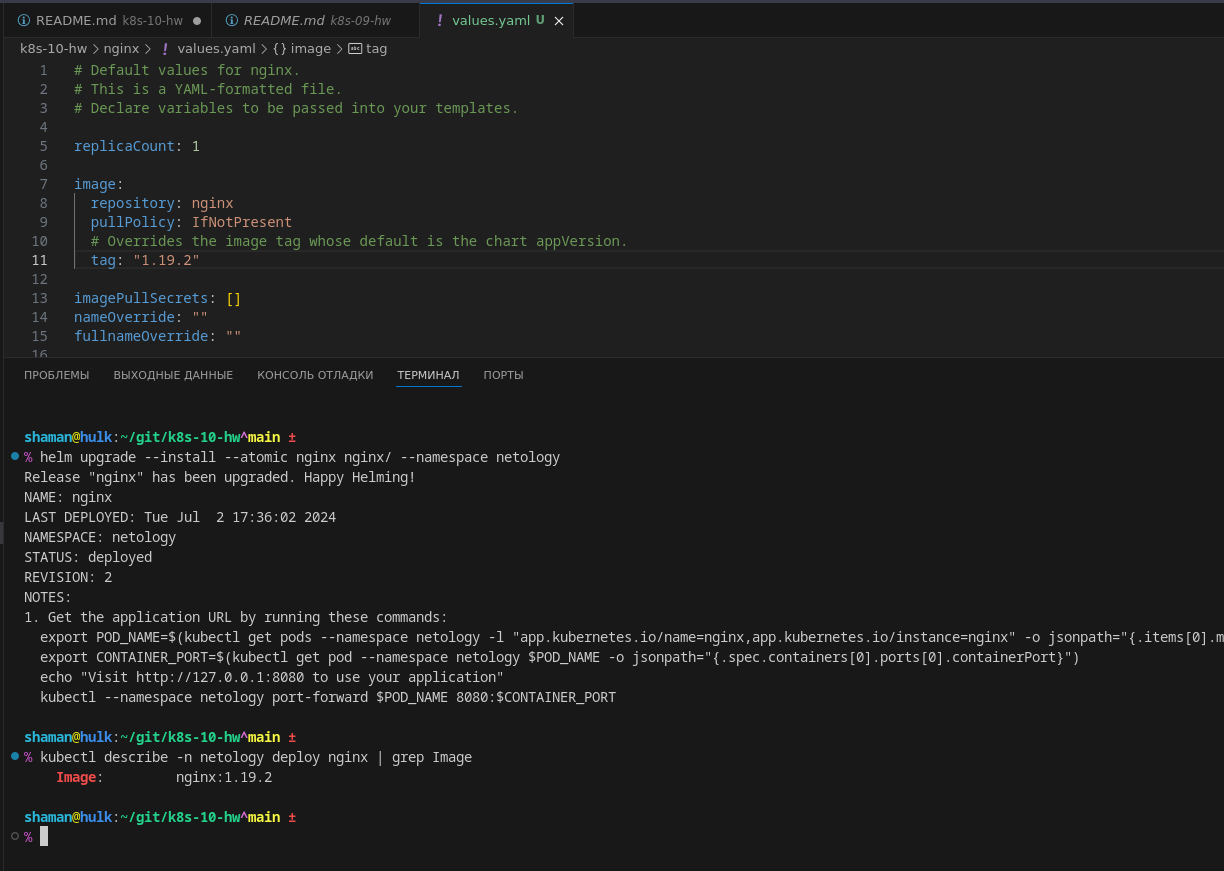 README.md k8s-10-hw ● README.md k8s-09-hw ! values.yaml U ×
k8s-10-hw > nginx > ! values.yaml > {} image > abc tag
1 # Default values for nginx.
2 # This is a YAML-formatted file.
3 # Declare variables to be passed into your templates.
4
5 replicaCount: 1
6
7 image:
8   repository: nginx
9   pullPolicy: IfNotPresent
10   # Overrides the image tag whose default is the chart appVersion.
11   tag: "1.19.2"
12
13 imagePullSecrets: []
14 nameOverride: ""
15 fullnameOverride: ""
16
ПРОБЛЕМЫ ВЫХОДНЫЕ ДАННЫЕ КОНСОЛЬ ОТЛАДКИ ТЕРМИНАЛ ПОРТЫ
shaman@hulk:~/git/k8s-10-hw^main ±
% helm upgrade --install --atomic nginx nginx/ --namespace netology
Release "nginx" has been upgraded. Happy Helming!
NAME: nginx
LAST DEPLOYED: Tue Jul  2 17:36:02 2024
NAMESPACE: netology
STATUS: deployed
REVISION: 2
NOTES:
1. Get the application URL by running these commands:
  export POD_NAME=$(kubectl get pods --namespace netology -l "app.kubernetes.io/name=nginx,app.kubernetes.io/instance=nginx" -o jsonpath="{.items[0].m
  export CONTAINER_PORT=$(kubectl get pod --namespace netology $POD_NAME -o jsonpath="{.spec.containers[0].ports[0].containerPort}")
  echo "Visit http://127.0.0.1:8080 to use your application"
  kubectl --namespace netology port-forward $POD_NAME 8080:$CONTAINER_PORT
shaman@hulk:~/git/k8s-10-hw^main ±
% kubectl describe -n netology deploy nginx | grep Image
    Image:         nginx:1.19.2
shaman@hulk:~/git/k8s-10-hw^main ±
%